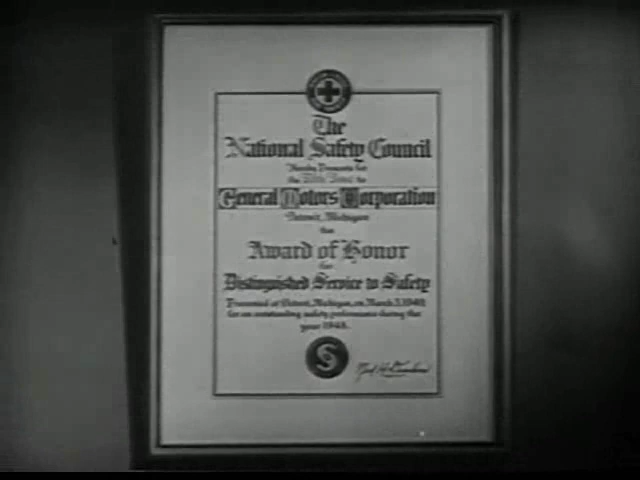 The
National Safety Council
Hereby Presents for
the to
General Motors Corporation
Detroit, Michigan
the
Award of Honor
for
Distinguished Service to Safety
Presented at Detroit, Michigan, on March 3, 1949,
for an outstanding safety performance during the
year 1948.
S